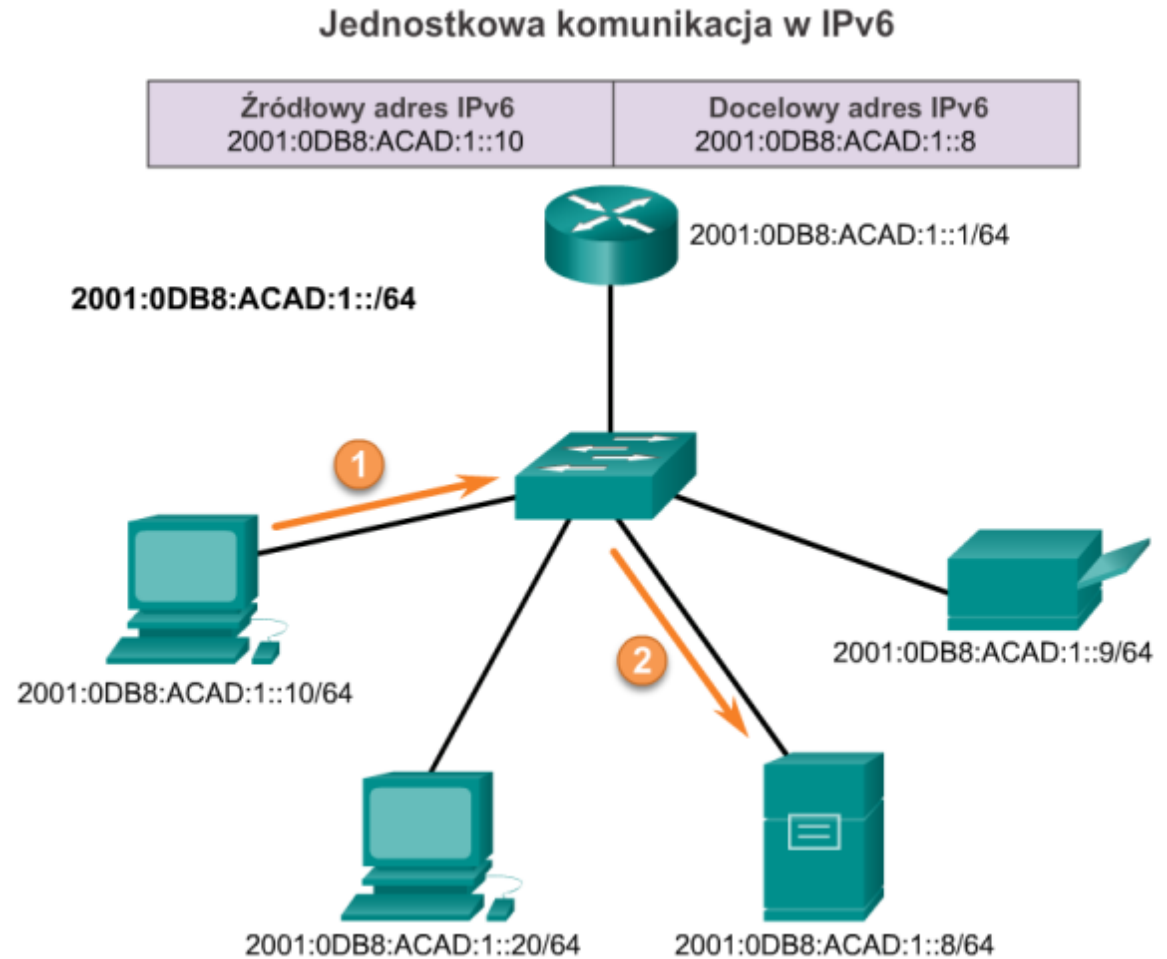 Jednostkowa komunikacja w IPv6
Źródłowy adres IPv6
2001:0DB8:ACAD:1::10
Docelowy adres IPv6
2001:0DB8:ACAD:1::8
2001:0DB8:ACAD:1::1/64
2001:0DB8:ACAD:1::/64
1
2
2001:0DB8:ACAD:1::9/64
2001:0DB8:ACAD:1::10/64
2001:0DB8:ACAD:1::20/64
2001:0DB8:ACAD:1::8/64